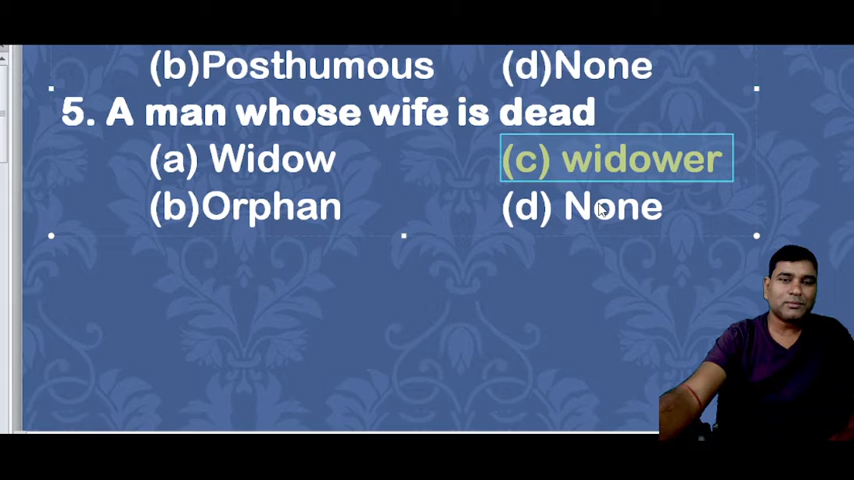 (b)Posthumous (d)None
5. A man whose wife is dead
(a) Widow (c) widower
(b)Orphan (d) None